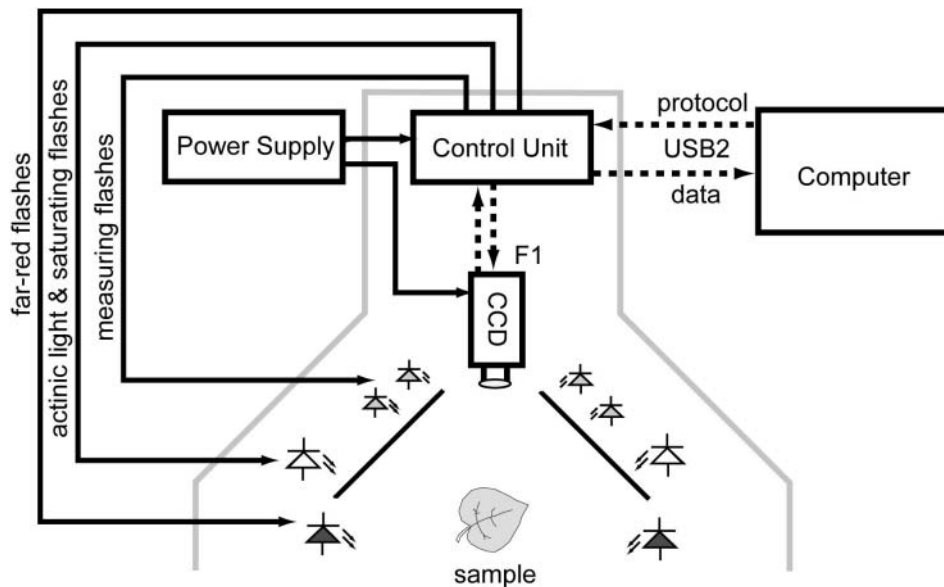 far-red flashes
actinic light & saturating flashes
measuring flashes
Power Supply
Control Unit
protocol
USB2
data
Computer
F1
CCD
sample